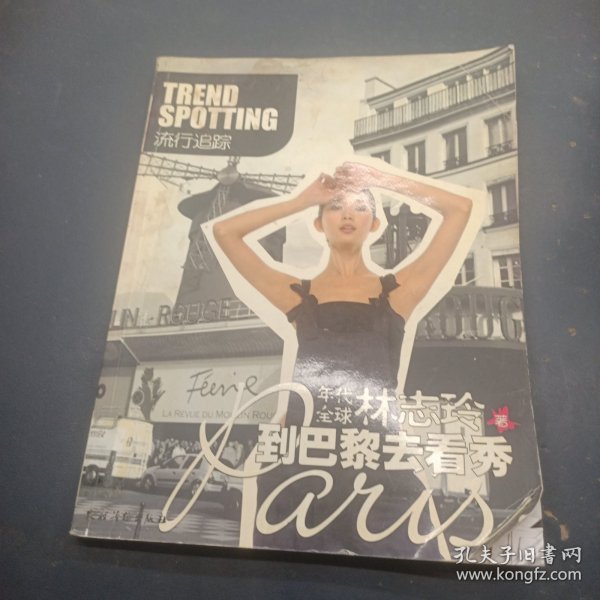 TREND
SPOTTING
流行追踪
LIN ROUGE
Féerie
LA REVUE DU MOULIN ROUGE
年代
全球
林志玲 著
到巴黎去看秀
Paris
孔夫子旧书网
www.kongfz.com